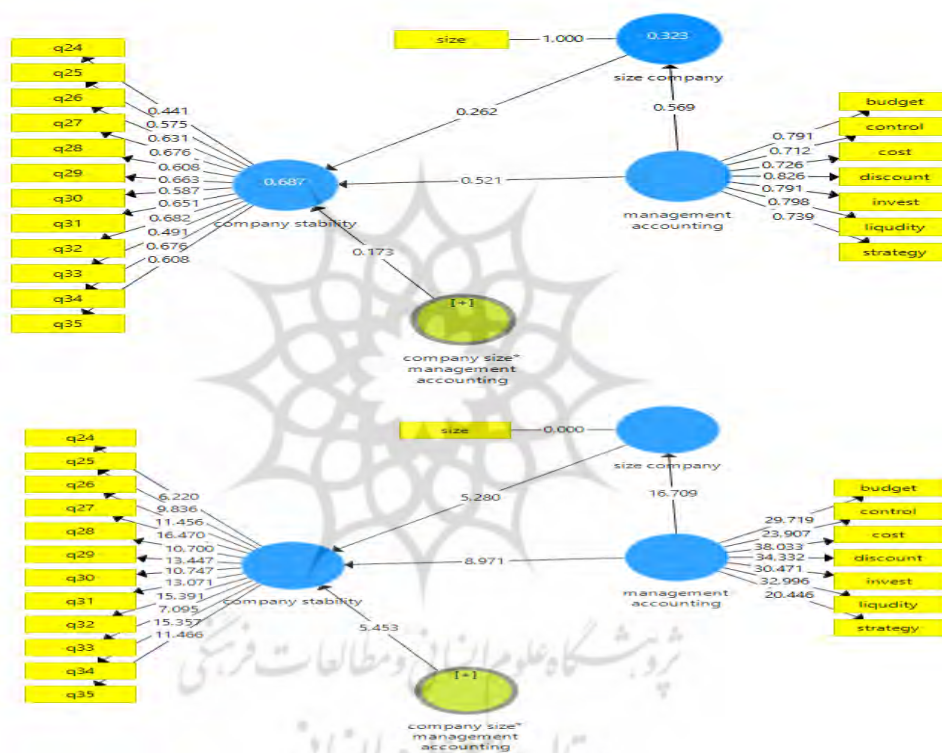 q24
q25
q26
q27
q28
q29
q30
q31
q32
q33
q34
q35
0.441
0.575
0.631
0.676
0.608
0.663
0.587
0.651
0.682
0.491
0.676
0.608
0.687
company stability
size
1.000
0.323
size company
0.262
0.569
0.521
0.173
management
accounting
0.791
0.712
0.726
0.826
0.791
0.798
0.739
budget
control
cost
discount
invest
liqudity
strategy
[+]
company size*
management
accounting
q24
q25
q26
q27
q28
q29
q30
q31
q32
q33
q34
q35
6.220
9.836
11.456
16.470
10.700
13.447
10.747
13.071
15.391
7.095
15.357
11.466
company stability
size
0.000
size company
5.280
16.709
8.971
5.453
management
accounting
29.719
23.907
38.033
34.332
30.471
32.996
20.446
budget
control
cost
discount
invest
liqudity
strategy
[+]
company size*
management
accounting
پژوهشگاه علوم انسانی و مطالعات فرهنگی